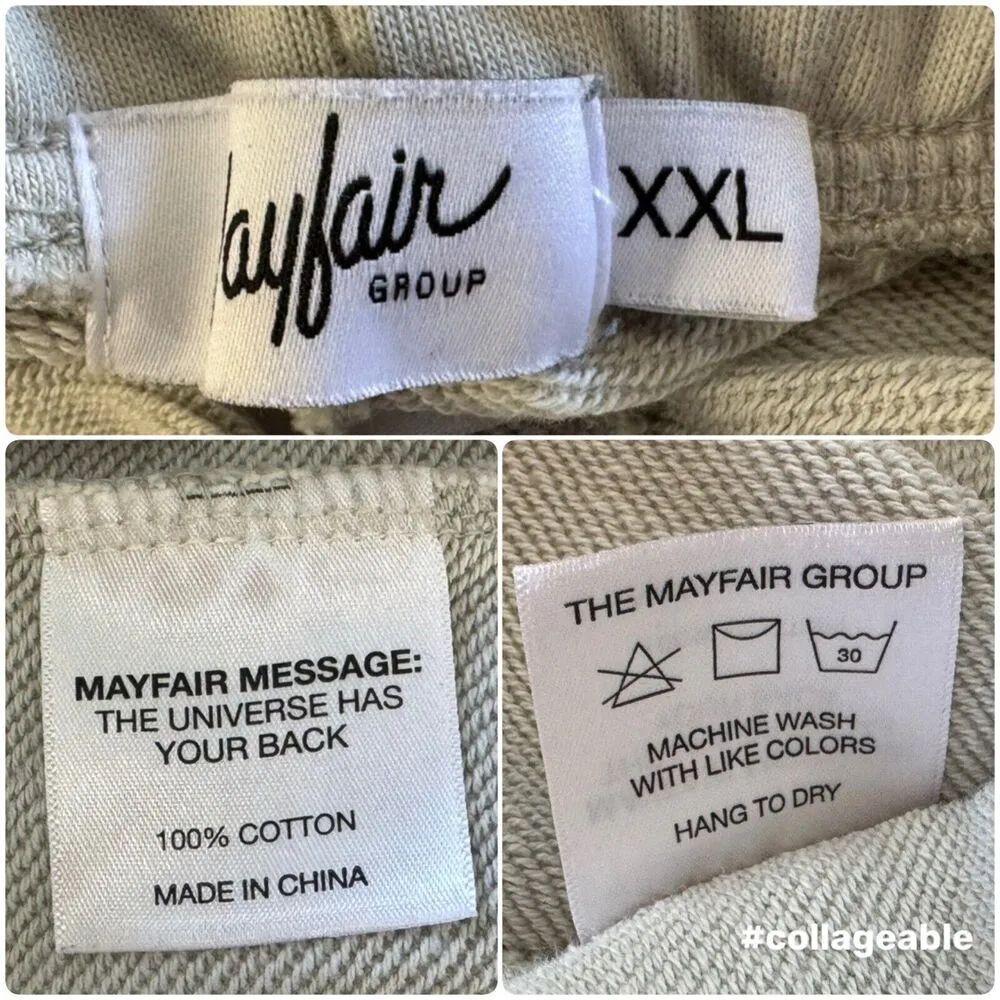 ayfair
GROUP
XXL
MAYFAIR MESSAGE:
THE UNIVERSE HAS
YOUR BACK
100% COTTON
MADE IN CHINA
THE MAYFAIR GROUP
30
MACHINE WASH
WITH LIKE COLORS
HANG TO DRY
#collageable